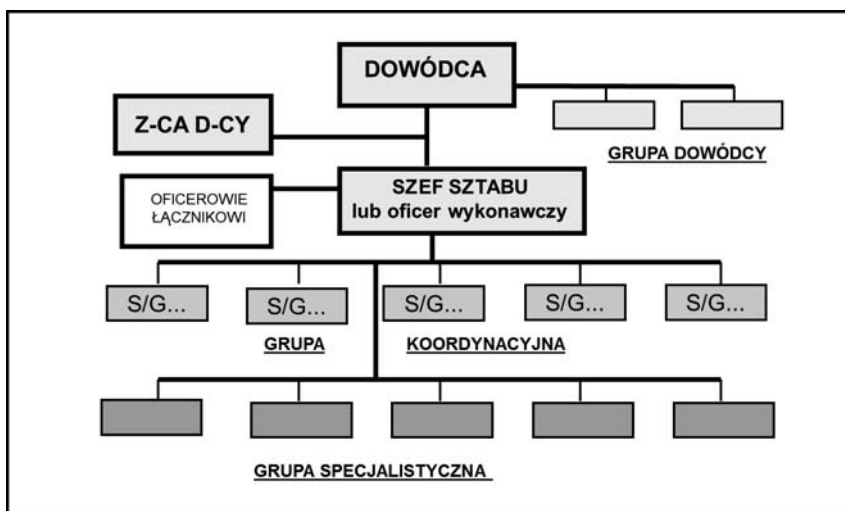 DOWÓDCA
Z-CA D-CY
GRUPA DOWÓDCY
SZEF SZTABU
lub oficer wykonawczy
OFICEROWIE
ŁĄCZNIKOWI
S/G... S/G... S/G... S/G... S/G...
GRUPA KOORDYNACYJNA
GRUPA SPECJALISTYCZNA